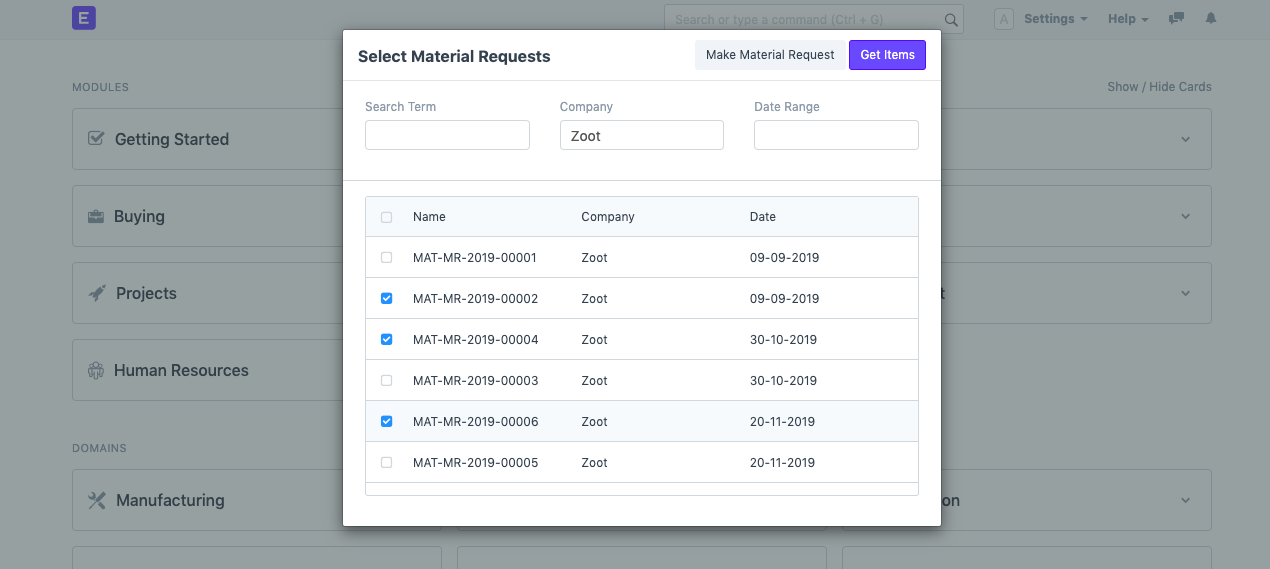 E
Search or type a command (Ctrl + G)
A
Settings
Help
Select Material Requests
Make Material Request
Get Items
MODULES
Show / Hide Cards
Search Term
Company
Date Range
Zoot
Getting Started
Buying
Projects
Human Resources
Name Company Date
MAT-MR-2019-00001 Zoot 09-09-2019
MAT-MR-2019-00002 Zoot 09-09-2019
MAT-MR-2019-00004 Zoot 30-10-2019
MAT-MR-2019-00003 Zoot 30-10-2019
MAT-MR-2019-00006 Zoot 20-11-2019
MAT-MR-2019-00005 Zoot 20-11-2019
DOMAINS
Manufacturing